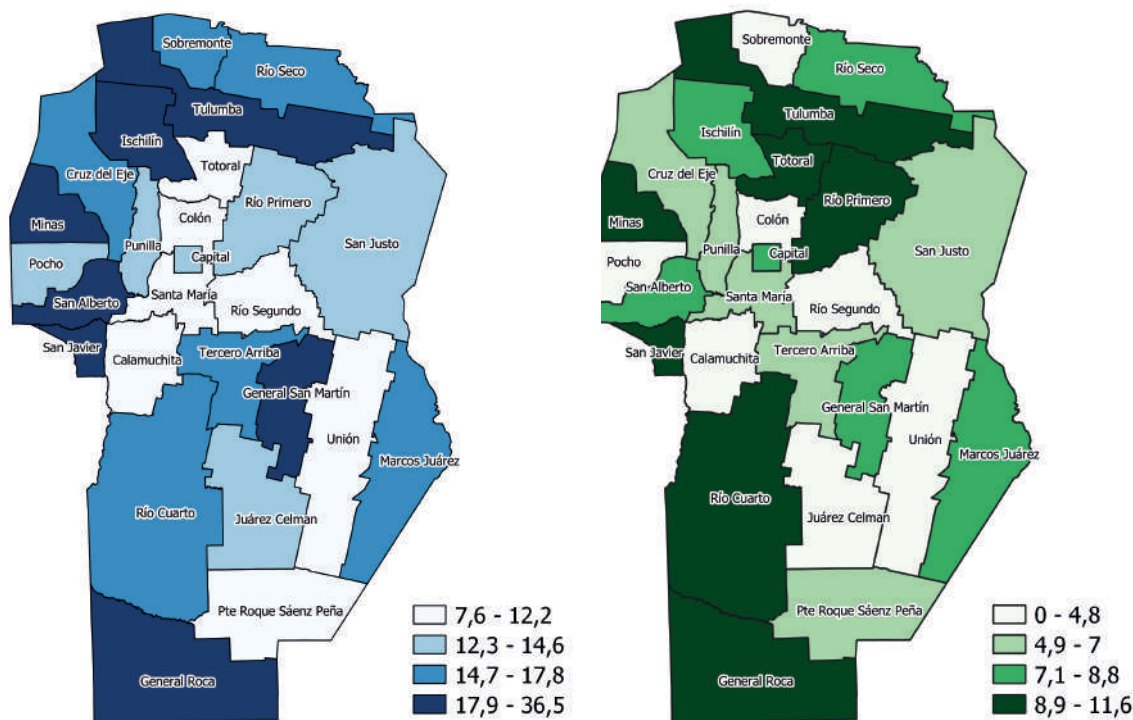 Sobremonte
Río Seco
Tulumba
Ischilín
Totoral
Cruz del Eje
Río Primero
Minas
Colón
Punilla
San Justo
Pocho
Capital
San Alberto
Santa María
Río Segundo
San Javier
Calamuchita
Tercero Arriba
General San Martín
Unión
Marcos Juárez
Río Cuarto
Juárez Celman
Pte Roque Sáenz Peña
General Roca
7,6 - 12,2
12,3 - 14,6
14,7 - 17,8
17,9 - 36,5
Sobremonte
Río Seco
Tulumba
Ischilín
Totoral
Cruz del Eje
Río Primero
Minas
Colón
Punilla
San Justo
Pocho
Capital
San Alberto
Santa María
Río Segundo
San Javier
Calamuchita
Tercero Arriba
General San Martín
Unión
Marcos Juárez
Río Cuarto
Juárez Celman
Pte Roque Sáenz Peña
General Roca
0 - 4,8
4,9 - 7
7,1 - 8,8
8,9 - 11,6